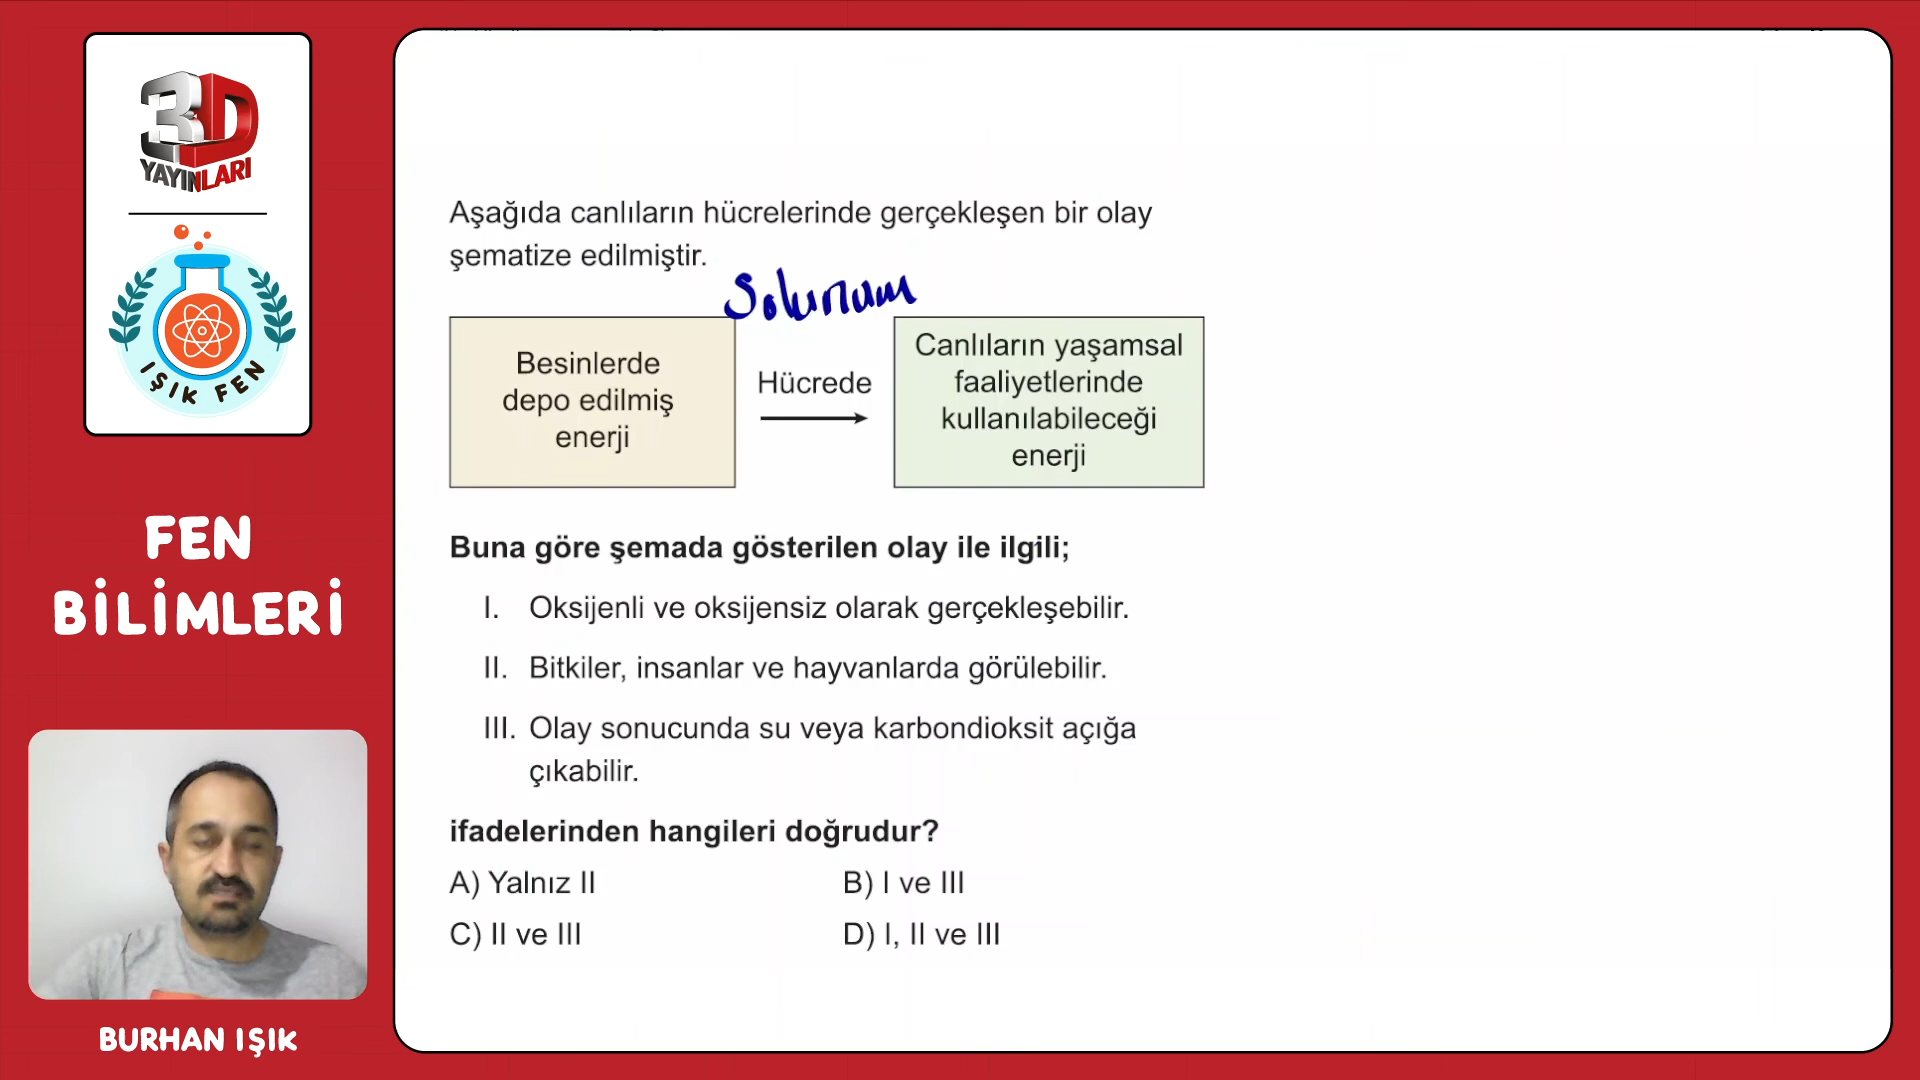 3D
YAYINLARI
IŞIK FEN
FEN
BİLİMLERİ
BURHAN IŞIK
Aşağıda canlıların hücrelerinde gerçekleşen bir olay
şematize edilmiştir.
Solunum
Besinlerde
depo edilmiş
enerji
Hücrede
Canlıların yaşamsal
faaliyetlerinde
kullanılabileceği
enerji
Buna göre şemada gösterilen olay ile ilgili;
I. Oksijenli ve oksijensiz olarak gerçekleşebilir.
II. Bitkiler, insanlar ve hayvanlarda görülebilir.
III. Olay sonucunda su veya karbondioksit açığa
çıkabilir.
ifadelerinden hangileri doğrudur?
A) Yalnız II
B) I ve III
C) II ve III
D) I, II ve III